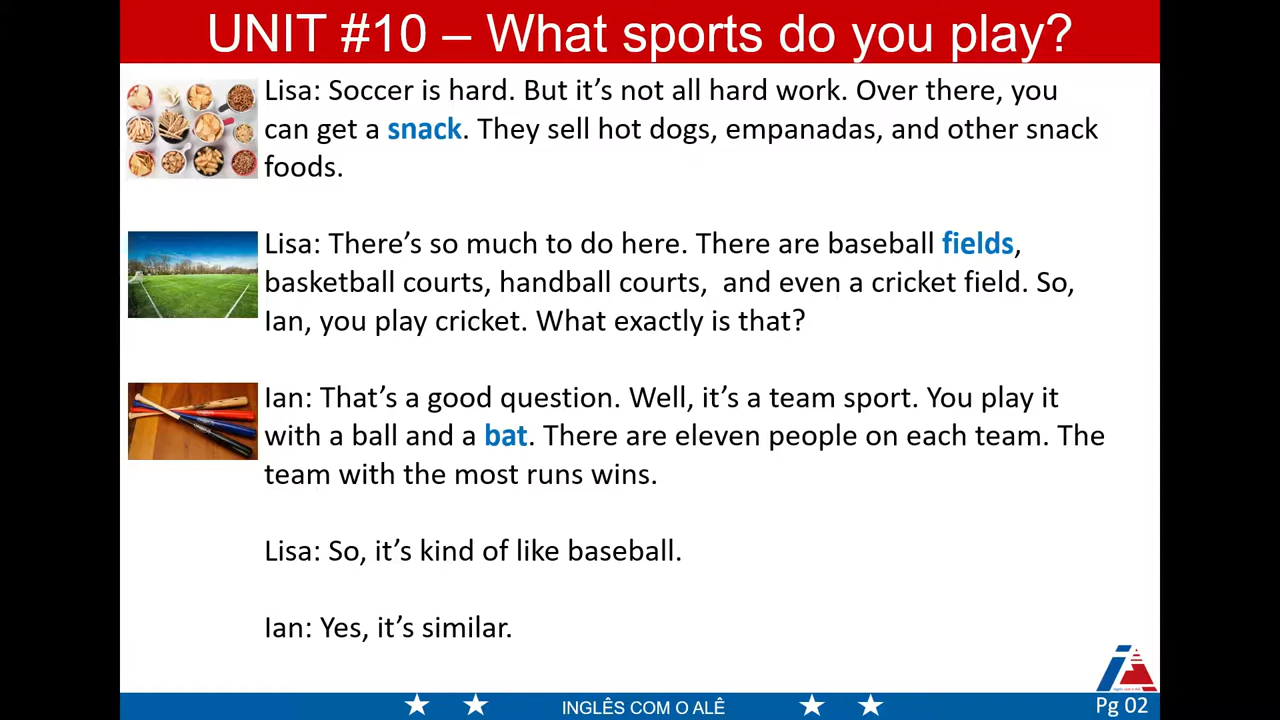 UNIT #10 – What sports do you play?
Lisa: Soccer is hard. But it’s not all hard work. Over there, you
can get a snack. They sell hot dogs, empanadas, and other snack
foods.
Lisa: There’s so much to do here. There are baseball fields,
basketball courts, handball courts,  and even a cricket field. So,
Ian, you play cricket. What exactly is that?
Ian: That’s a good question. Well, it’s a team sport. You play it
with a ball and a bat. There are eleven people on each team. The
team with the most runs wins.
Lisa: So, it’s kind of like baseball.
Ian: Yes, it’s similar.
INGLÊS COM O ALÊ
Pg 02